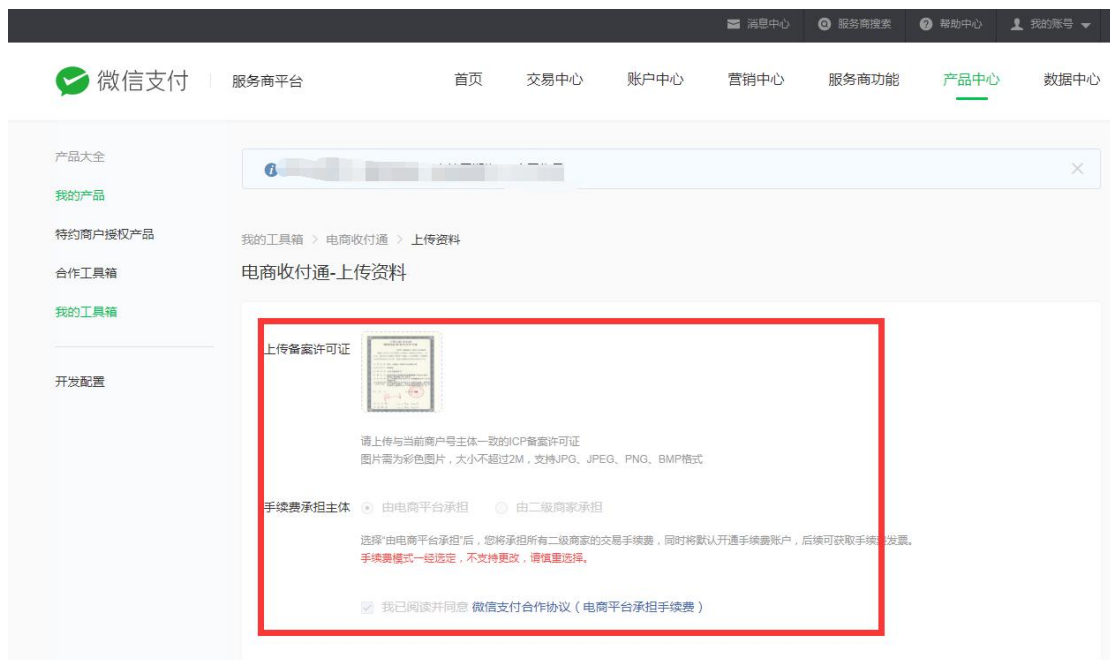 消息中心 服务商搜索 帮助中心 我的账号
微信支付 服务商平台 首页 交易中心 账户中心 营销中心 服务商功能 产品中心 数据中心
产品大全
我的产品
特约商户授权产品
合作工具箱
我的工具箱
开发配置
我的工具箱 > 电商收付通 > 上传资料
电商收付通-上传资料
上传备案许可证
请上传与当前商户号主体一致的ICP备案许可证
图片需为彩色图片，大小不超过2M，支持JPG、JPEG、PNG、BMP格式
手续费承担主体 由电商平台承担 由二级商家承担
选择“由电商平台承担”后，您将承担所有二级商家的交易手续费，同时将默认开通手续费账户，后续可获取手续费发票。
手续费模式一经选定，不支持更改，请慎重选择。
我已阅读并同意 微信支付合作协议（电商平台承担手续费）